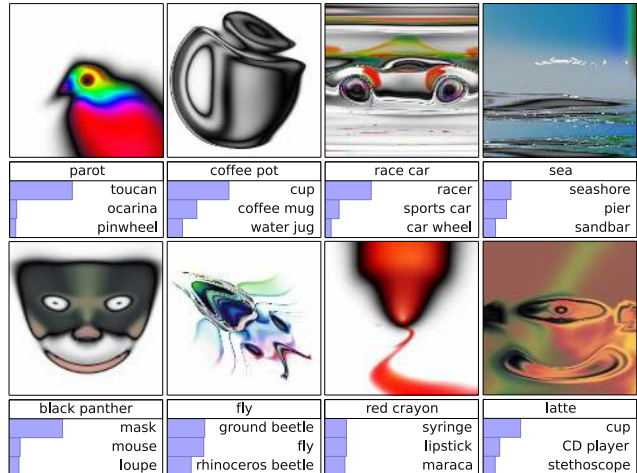 parot
toucan
ocarina
pinwheel
coffee pot
cup
coffee mug
water jug
race car
racer
sports car
car wheel
sea
seashore
pier
sandbar
black panther
mask
mouse
loupe
fly
ground beetle
fly
rhinoceros beetle
red crayon
syringe
lipstick
maraca
latte
cup
CD player
stethoscope